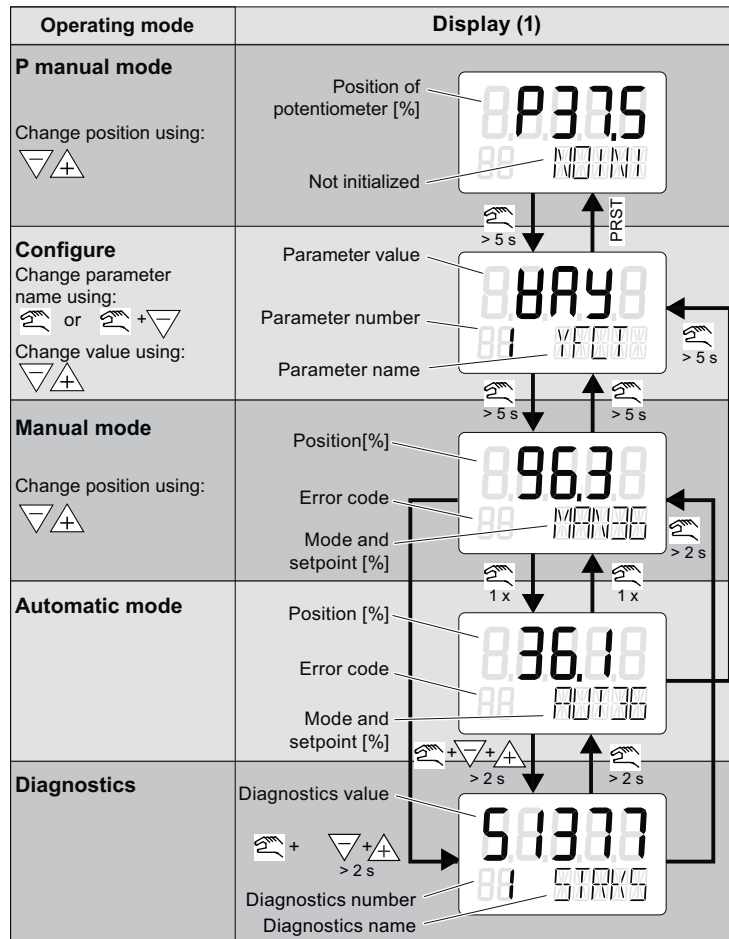 Operating mode
Display (1)
P manual mode
Change position using:
− +
Position of
potentiometer [%]
P37.5
NOINI
Not initialized
> 5 s
PRST
Configure
Change parameter
name using:
or + −
Change value using:
− +
Parameter value
WAY
Parameter number
1 YFCT
Parameter name
> 5 s
> 5 s
> 5 s
Manual mode
Change position using:
− +
Position[%]
96.3
Error code
MAN36
Mode and
setpoint [%]
> 2 s
1 x
1 x
Automatic mode
Position [%]
36.1
Error code
AUT36
Mode and
setpoint [%]
+ − + +
> 2 s
> 2 s
Diagnostics
Diagnostics value
51377
+ − + +
> 2 s
1 STRKS
Diagnostics number
Diagnostics name